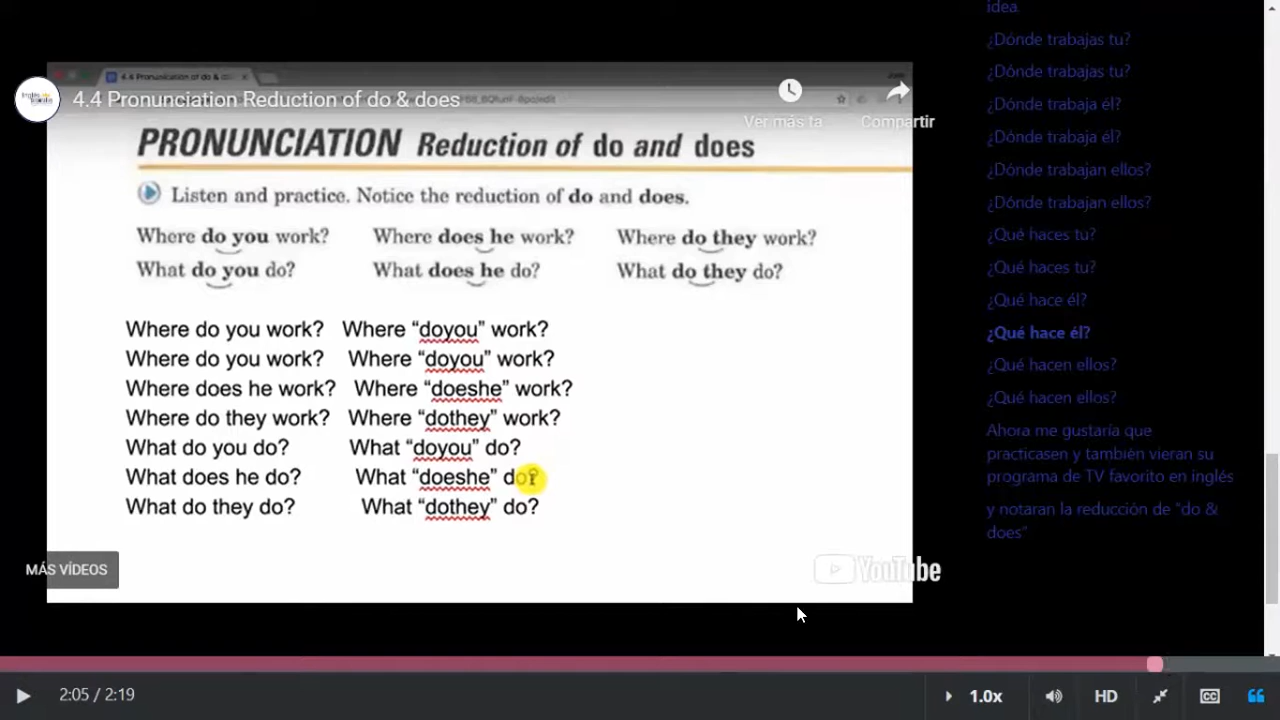 4.4 Pronunciation of do & d
4.4 Pronunciation Reduction of do & does
Ver más ta
Compartir
PRONUNCIATION Reduction of do and does
Listen and practice. Notice the reduction of do and does.
Where do you work? Where does he work? Where do they work?
What do you do? What does he do? What do they do?
Where do you work? Where “doyou” work?
Where do you work? Where “doyou” work?
Where does he work? Where “doeshe” work?
Where do they work? Where “dothey” work?
What do you do? What “doyou” do?
What does he do? What “doeshe” do?
What do they do? What “dothey” do?
MÁS VÍDEOS
YouTube
idea.
¿Dónde trabajas tu?
¿Dónde trabajas tu?
¿Dónde trabaja él?
¿Dónde trabaja él?
¿Dónde trabajan ellos?
¿Dónde trabajan ellos?
¿Qué haces tu?
¿Qué haces tu?
¿Qué hace él?
¿Qué hace él?
¿Qué hacen ellos?
¿Qué hacen ellos?
Ahora me gustaría que
practicasen y también vieran su
programa de TV favorito en inglés
y notaran la reducción de "do &
does"
2:05 / 2:19
1.0x
HD
CC